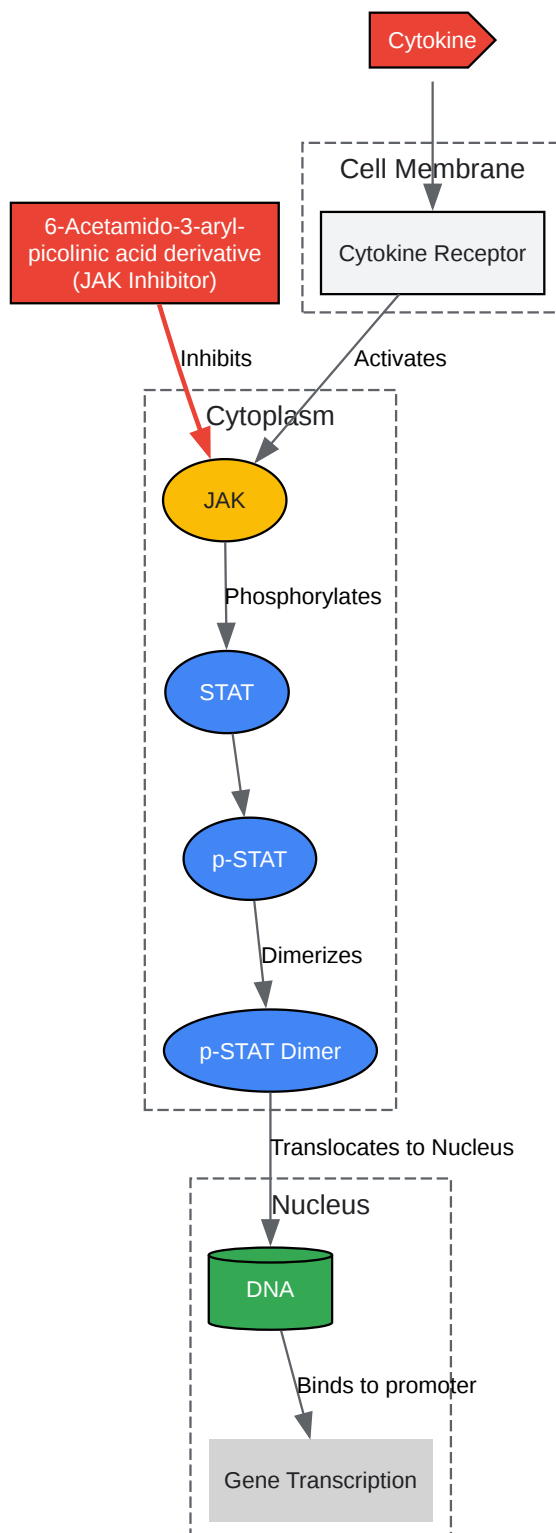 Cytokine
Cell Membrane
6-Acetamido-3-aryl-
picolinic acid derivative
(JAK Inhibitor)
Cytokine Receptor
Inhibits
Activates
Cytoplasm
JAK
Phosphorylates
STAT
p-STAT
Dimerizes
p-STAT Dimer
Translocates to Nucleus
Nucleus
DNA
Binds to promoter
Gene Transcription